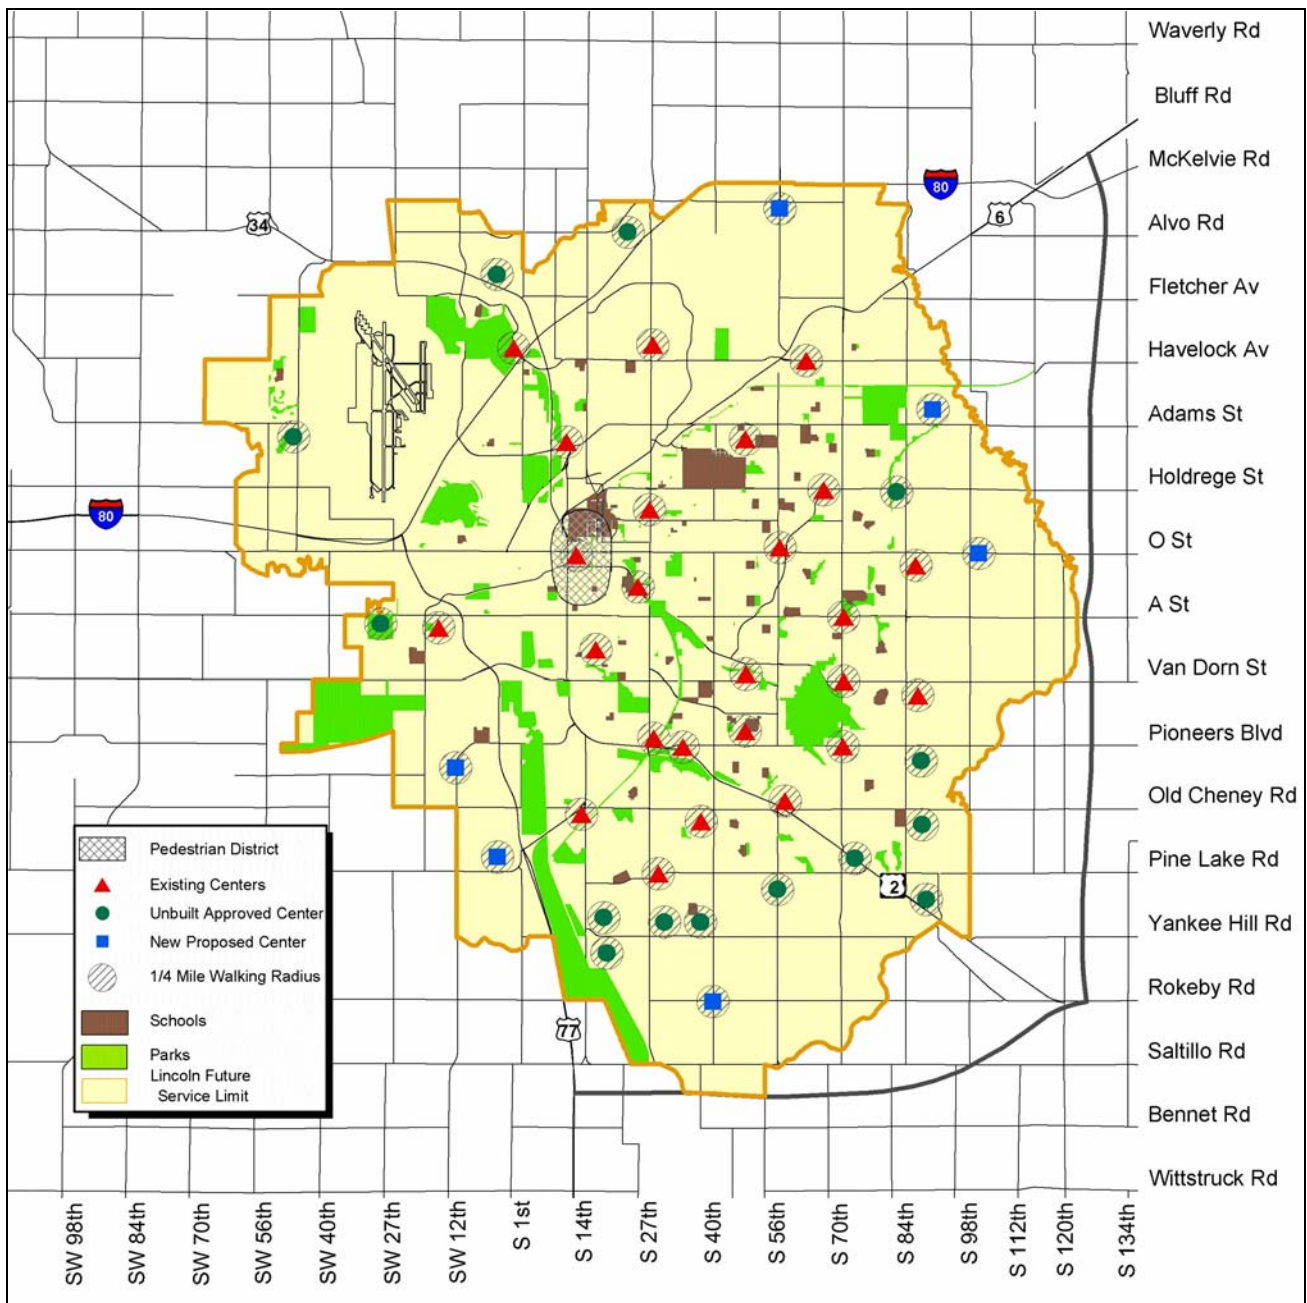 Waverly Rd
Bluff Rd
McKelvie Rd
80
34
6
Alvo Rd
Fletcher Av
Havelock Av
Adams St
Holdrege St
80
O St
A St
Van Dorn St
Pioneers Blvd
Old Cheney Rd
Pine Lake Rd
2
Yankee Hill Rd
Rokeby Rd
77
Saltillo Rd
Bennet Rd
Wittstruck Rd
Pedestrian District
Existing Centers
Unbuilt Approved Center
New Proposed Center
1/4 Mile Walking Radius
Schools
Parks
Lincoln Future
Service Limit
SW 98th
SW 84th
SW 70th
SW 56th
SW 40th
SW 27th
SW 12th
S 1st
S 14th
S 27th
S 40th
S 56th
S 70th
S 84th
S 98th
S 112th
S 120th
S 134th